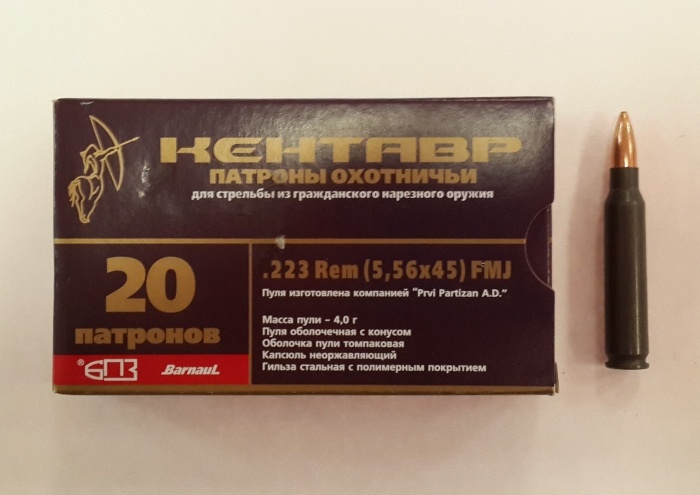 КЕНТАВР
ПАТРОНЫ ОХОТНИЧЬИ
для стрельбы из гражданского нарезного оружия
20
патронов
.223 Rem (5,56x45) FMJ
Пуля изготовлена компанией "Prvi Partizan A.D."
Масса пули – 4,0 г
Пуля оболочечная с конусом
Оболочка пули томпаковая
Капсюль неоржавляющий
Гильза стальная с полимерным покрытием
®БПЗ
Barnaul